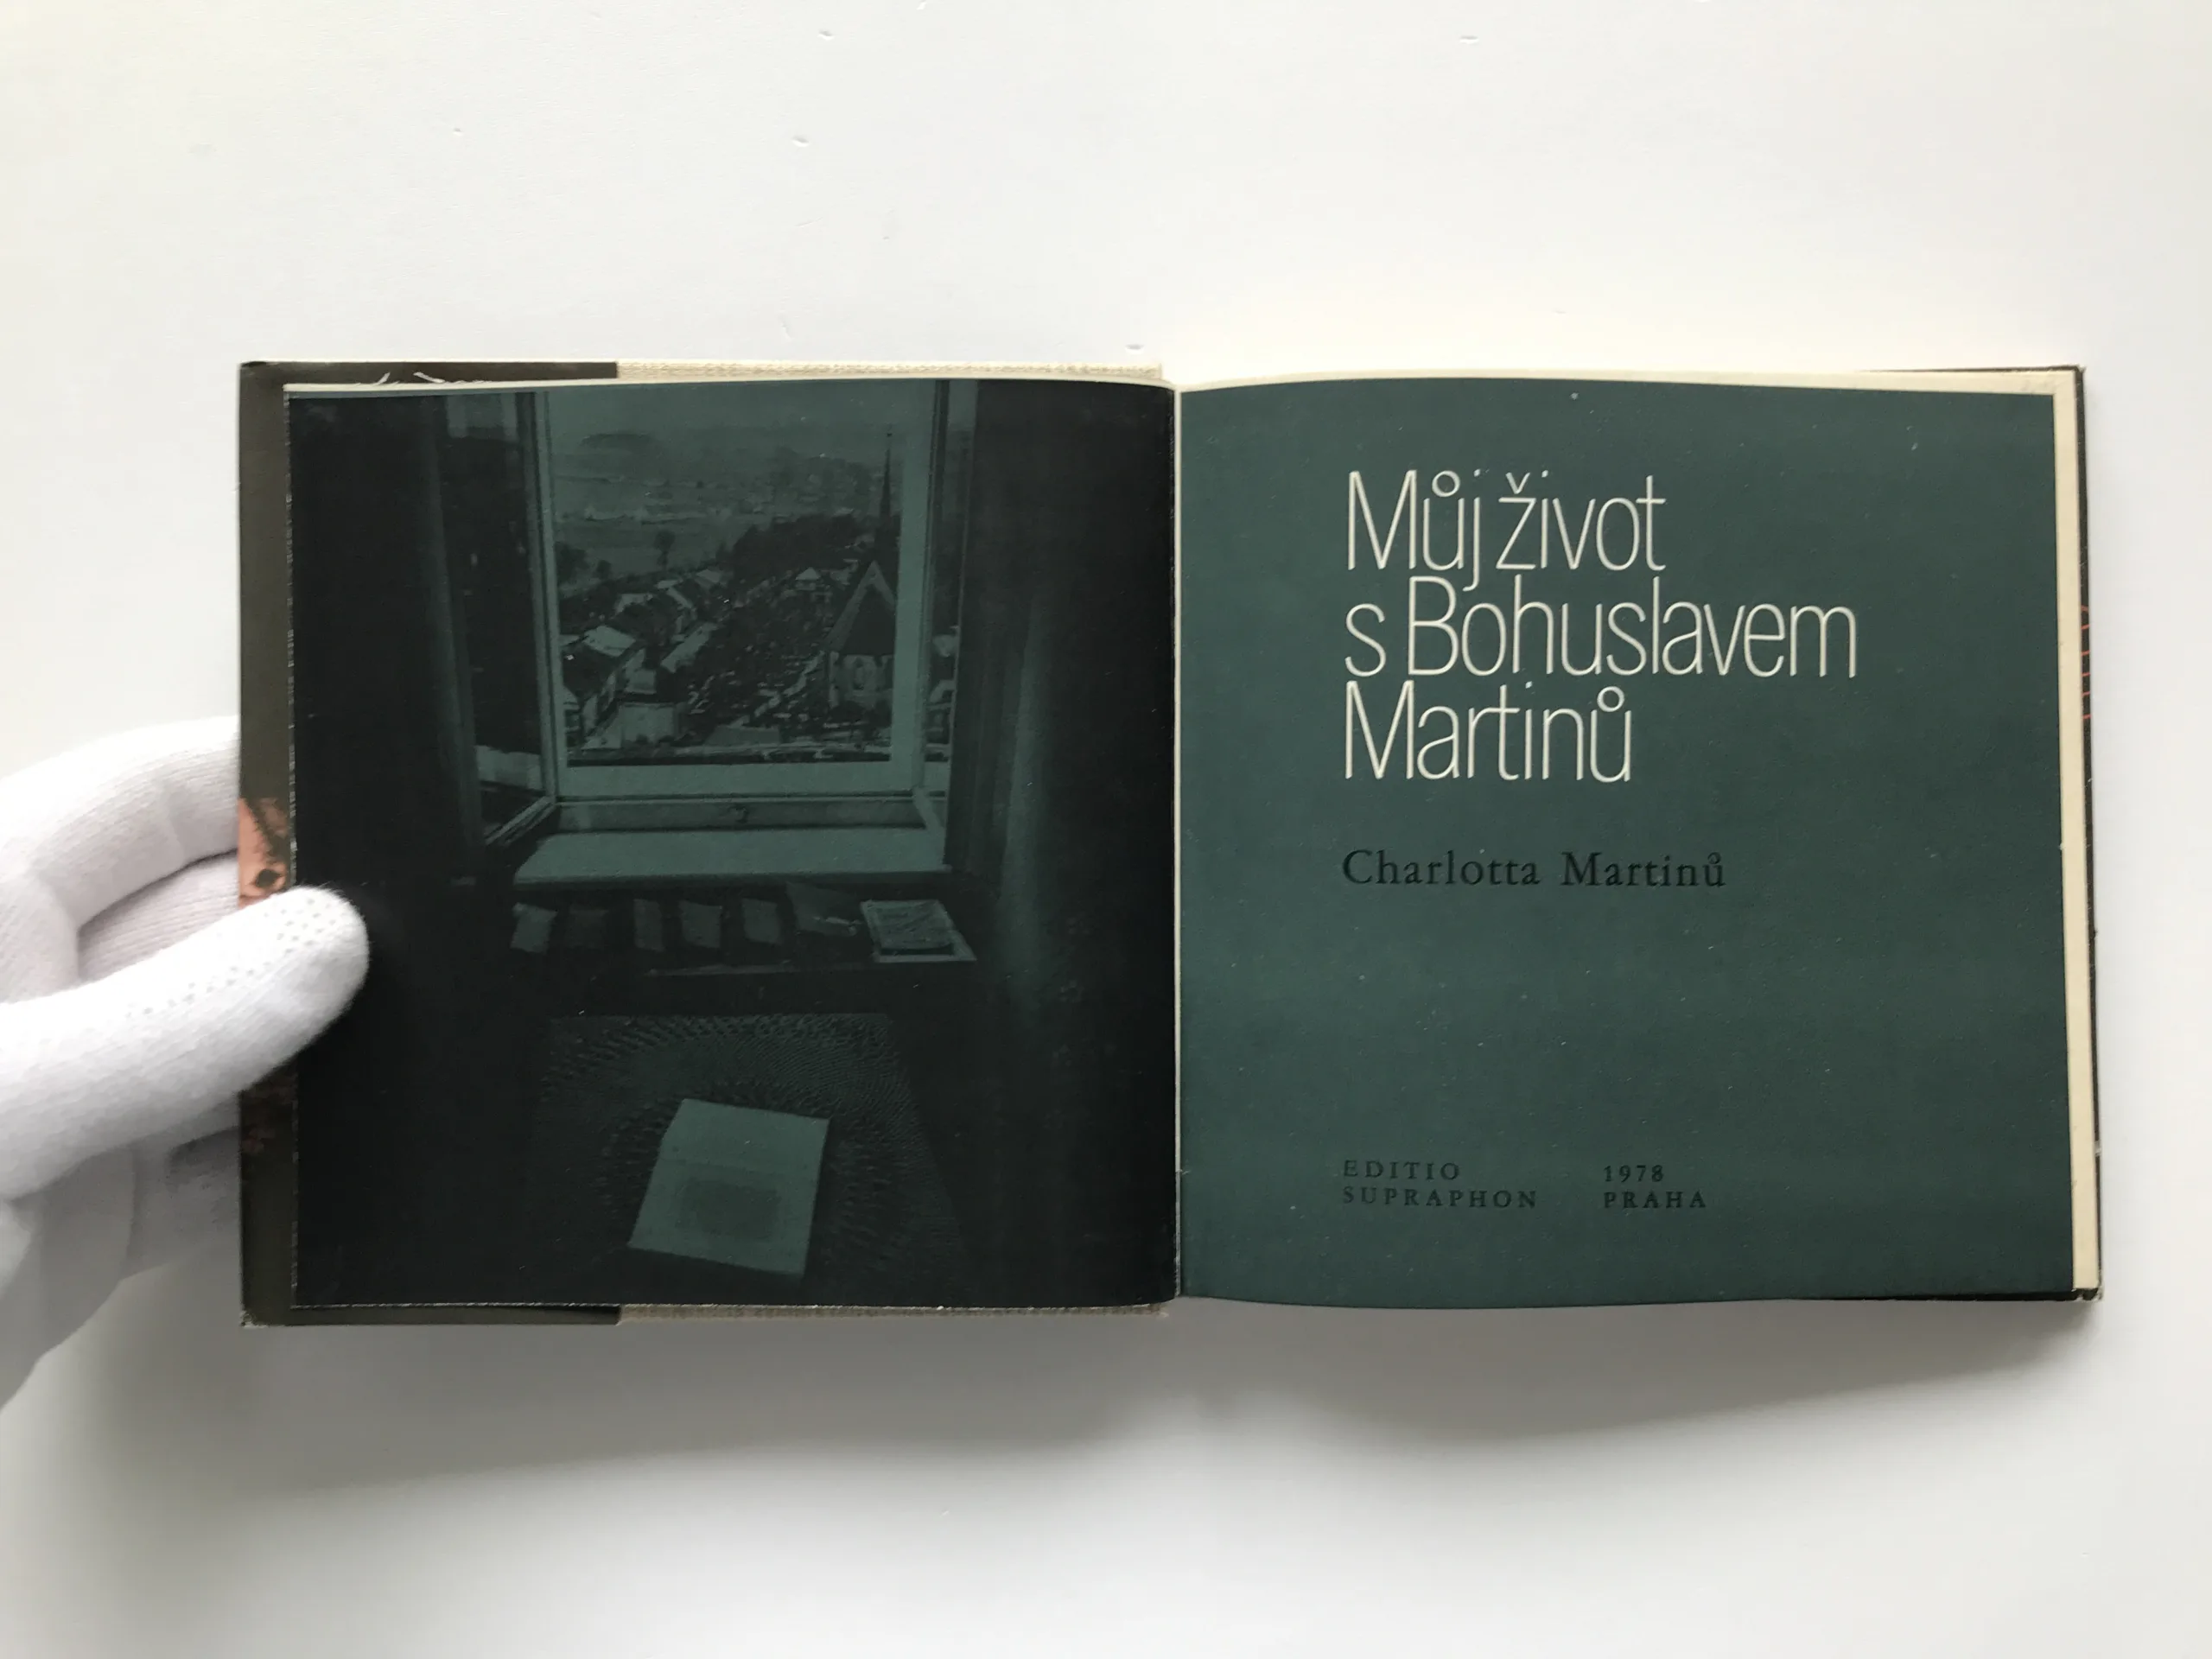 Můj život
s Bohuslavem
Martinů
Charlotta Martinů
EDITIO
SUPRAPHON
1978
PRAHA